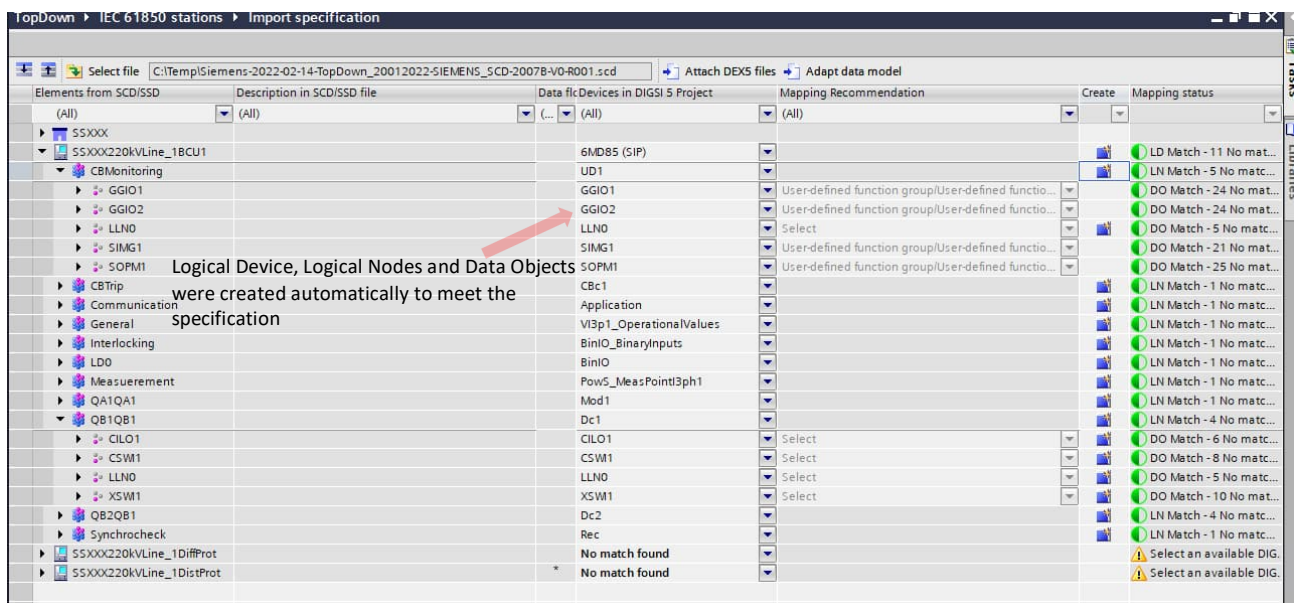 TopDown ▸ IEC 61850 stations ▸ Import specification
Select file C:\Temp\Siemens-2022-02-14-TopDown_20012022-SIEMENS_SCD-2007B-V0-R001.scd Attach DEX5 files Adapt data model
Elements from SCD/SSD Description in SCD/SSD file Data flc Devices in DIGSI 5 Project Mapping Recommendation Create Mapping status
(All) (All) (... (All) (All)
SSXXX
SSXXX220kVLine_1BCU1 6MD85 (SIP) LD Match - 11 No mat...
CBMonitoring UD1 LN Match - 5 No matc...
GGIO1 GGIO1 User-defined function group/User-defined functio... DO Match - 24 No mat...
GGIO2 GGIO2 User-defined function group/User-defined functio... DO Match - 24 No mat...
LLN0 LLN0 Select DO Match - 5 No matc...
SIMG1 SIMG1 User-defined function group/User-defined functio... DO Match - 21 No mat...
SOPM1 SOPM1 User-defined function group/User-defined functio... DO Match - 25 No mat...
Logical Device, Logical Nodes and Data Objects
were created automatically to meet the
specification
CBTrip CBc1 LN Match - 1 No matc...
Communication Application LN Match - 1 No matc...
General VI3p1_OperationalValues LN Match - 1 No matc...
Interlocking BinIO_BinaryInputs LN Match - 1 No matc...
LD0 BinIO LN Match - 1 No matc...
Measuerement PowS_MeasPointI3ph1 LN Match - 1 No matc...
QA1QA1 Mod1 LN Match - 1 No matc...
QB1QB1 Dc1 LN Match - 4 No matc...
CILO1 CILO1 Select DO Match - 6 No matc...
CSWI1 CSWI1 Select DO Match - 8 No matc...
LLN0 LLN0 Select DO Match - 5 No matc...
XSWI1 XSWI1 Select DO Match - 10 No mat...
QB2QB1 Dc2 LN Match - 4 No matc...
Synchrocheck Rec LN Match - 1 No matc...
SSXXX220kVLine_1DiffProt No match found Select an available DIG.
SSXXX220kVLine_1DistProt * No match found Select an available DIG.
Tasks
Libraries